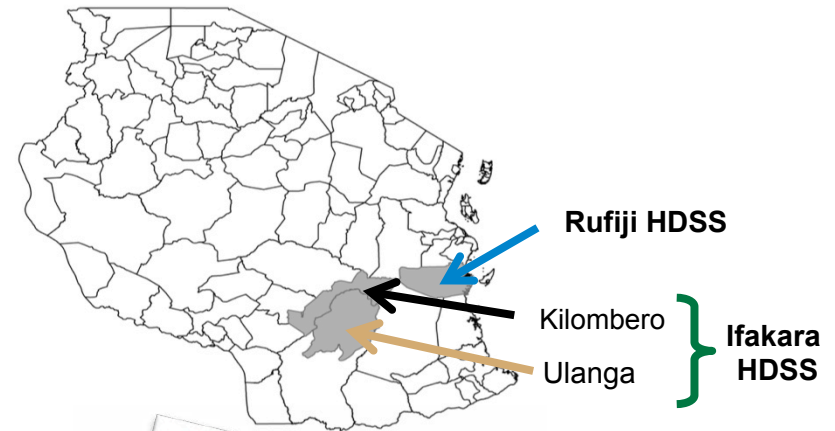 Rufiji HDSS
Kilombero
Ulanga
Ifakara
HDSS